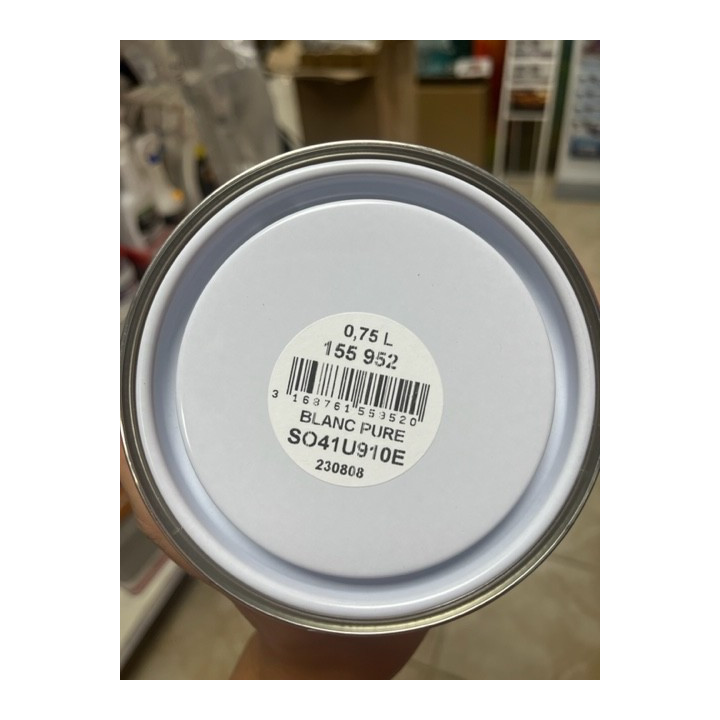 0,75 L
155 952
3 168761 559520
BLANC PURE
SO41U910E
230808